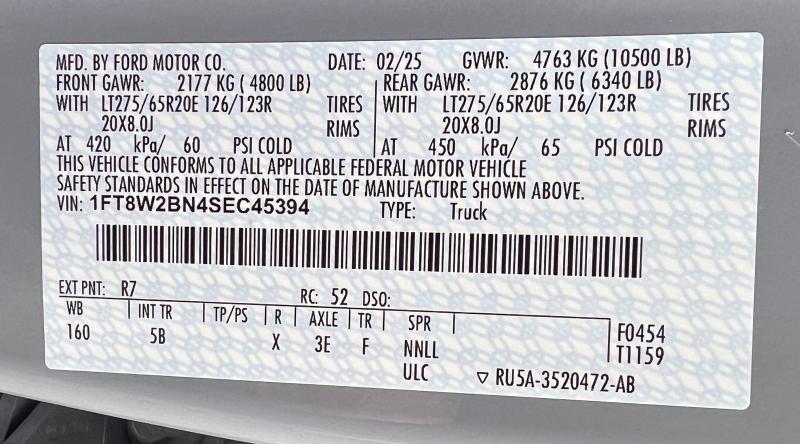 MFD. BY FORD MOTOR CO. DATE: 02/25 GVWR: 4763 KG (10500 LB)
FRONT GAWR: 2177 KG ( 4800 LB) REAR GAWR: 2876 KG ( 6340 LB)
WITH LT275/65R20E 126/123R TIRES WITH LT275/65R20E 126/123R TIRES
20X8.0J RIMS 20X8.0J RIMS
AT 420 kPa/ 60 PSI COLD AT 450 kPa/ 65 PSI COLD
THIS VEHICLE CONFORMS TO ALL APPLICABLE FEDERAL MOTOR VEHICLE
SAFETY STANDARDS IN EFFECT ON THE DATE OF MANUFACTURE SHOWN ABOVE.
VIN: 1FT8W2BN4SEC45394 TYPE: Truck
EXT PNT: R7 RC: 52 DSO:
WB INT TR TP/PS R AXLE TR SPR F0454
160 5B X 3E F NNLL T1159
ULC ▽ RU5A-3520472-AB